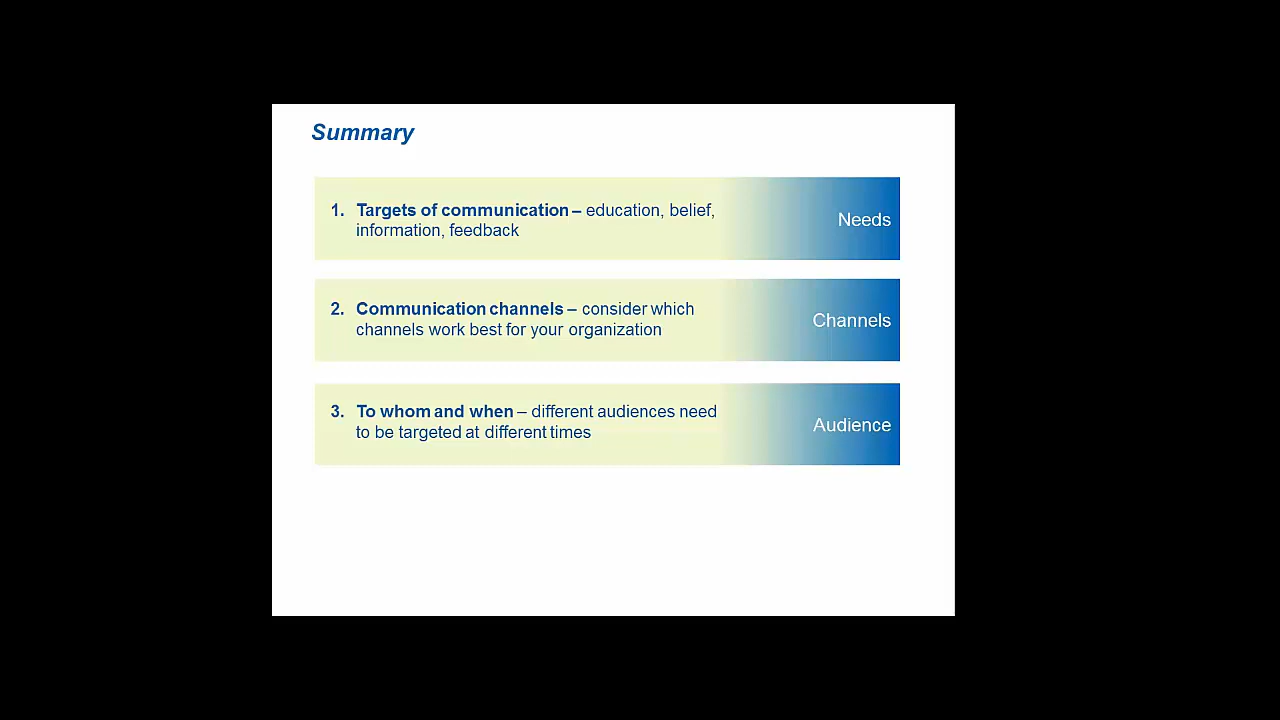 Summary
1. Targets of communication – education, belief,
information, feedback
Needs
2. Communication channels – consider which
channels work best for your organization
Channels
3. To whom and when – different audiences need
to be targeted at different times
Audience